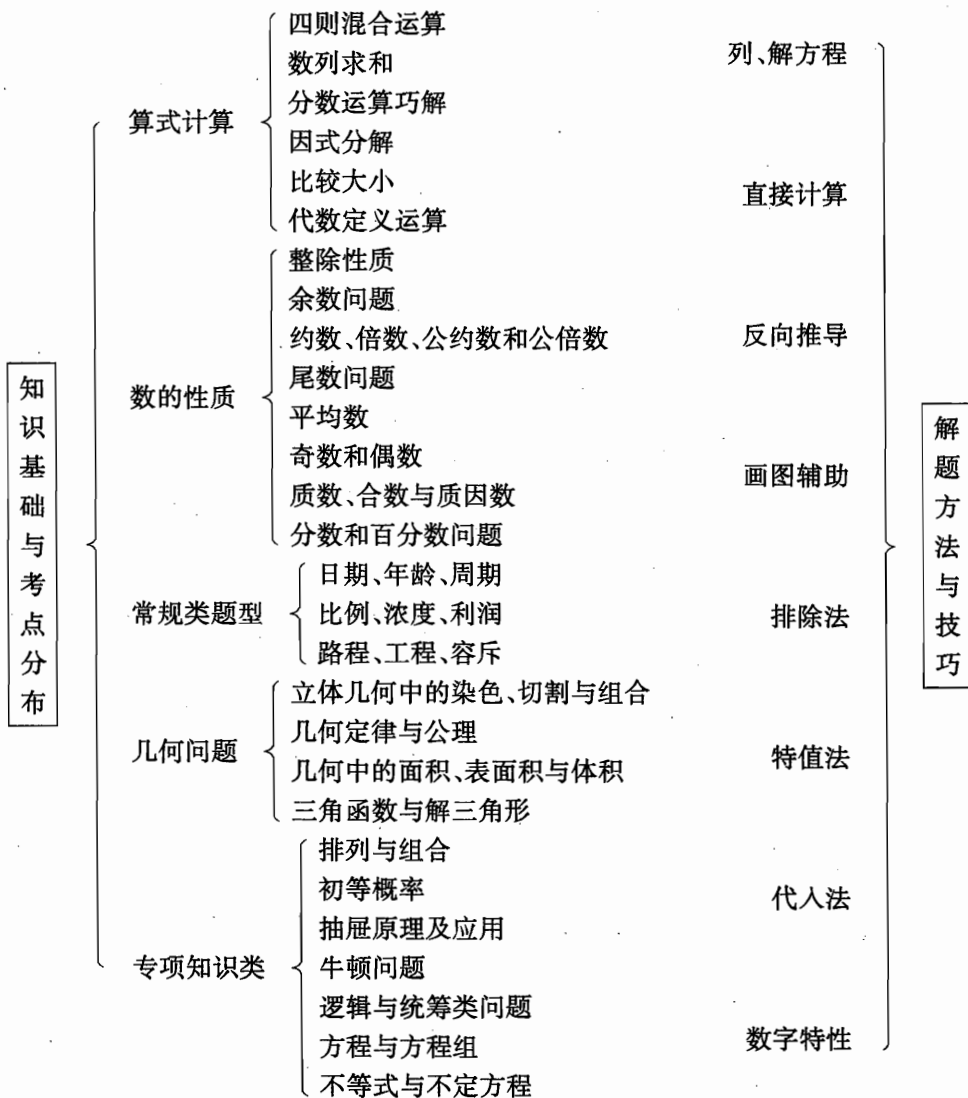 知识基础与考点分布
算式计算
四则混合运算
数列求和
分数运算巧解
因式分解
比较大小
代数定义运算
数的性质
整除性质
余数问题
约数、倍数、公约数和公倍数
尾数问题
平均数
奇数和偶数
质数、合数与质因数
分数和百分数问题
常规类题型
日期、年龄、周期
比例、浓度、利润
路程、工程、容斥
几何问题
立体几何中的染色、切割与组合
几何定律与公理
几何中的面积、表面积与体积
三角函数与解三角形
专项知识类
排列与组合
初等概率
抽屉原理及应用
牛顿问题
逻辑与统筹类问题
方程与方程组
不等式与不定方程
列、解方程
直接计算
反向推导
画图辅助
排除法
特值法
代入法
数字特性
解题方法与技巧